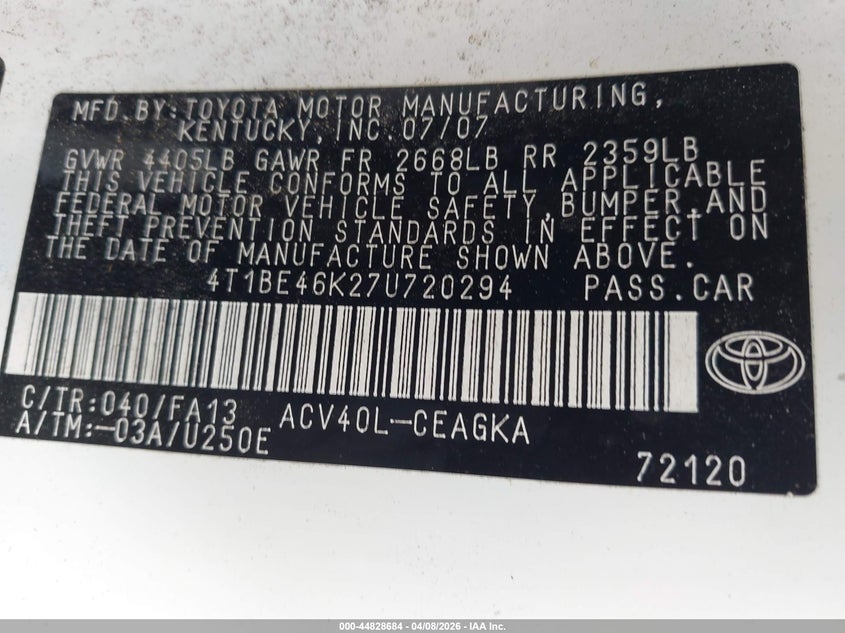 MFD.BY:TOYOTA MOTOR MANUFACTURING,
KENTUCKY,INC.07/07
GVWR 4405LB GAWR FR 2668LB RR 2359LB
THIS VEHICLE CONFORMS TO ALL APPLICABLE
FEDERAL MOTOR VEHICLE SAFETY,BUMPER,AND
THEFT PREVENTION STANDARDS IN EFFECT ON
THE DATE OF MANUFACTURE SHOWN ABOVE.
4T1BE46K27U720294 PASS.CAR
C/TR:040/FA13 ACV40L-CEAGKA
A/TM:-03A/U250E
72120
000-44828684 - 04/08/2026 - IAA Inc.